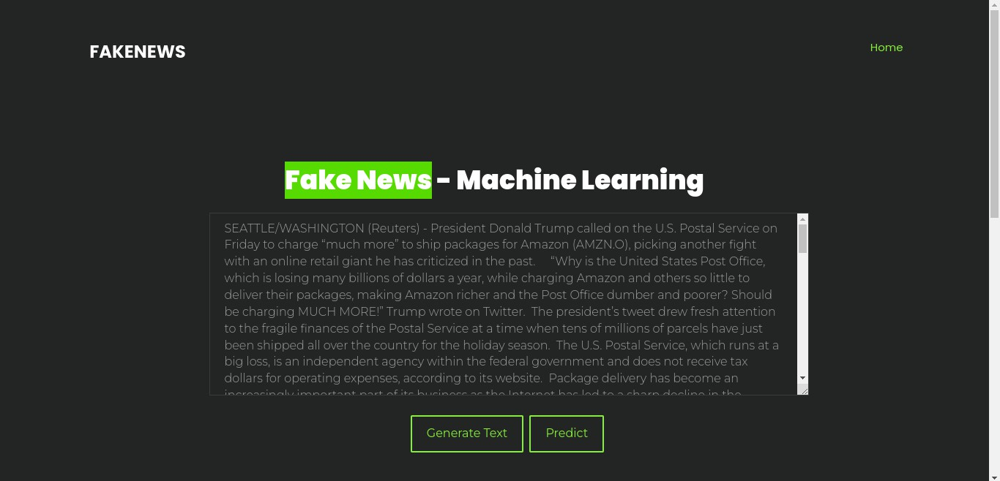 FAKENEWS
Home
Fake News - Machine Learning
SEATTLE/WASHINGTON (Reuters) - President Donald Trump called on the U.S. Postal Service on
Friday to charge “much more” to ship packages for Amazon (AMZN.O), picking another fight
with an online retail giant he has criticized in the past. “Why is the United States Post Office,
which is losing many billions of dollars a year, while charging Amazon and others so little to
deliver their packages, making Amazon richer and the Post Office dumber and poorer? Should
be charging MUCH MORE!” Trump wrote on Twitter. The president’s tweet drew fresh attention
to the fragile finances of the Postal Service at a time when tens of millions of parcels have just
been shipped all over the country for the holiday season. The U.S. Postal Service, which runs at a
big loss, is an independent agency within the federal government and does not receive tax
dollars for operating expenses, according to its website. Package delivery has become an
increasingly important part of its business as the Internet has led to a sharp decline in the
Generate Text
Predict